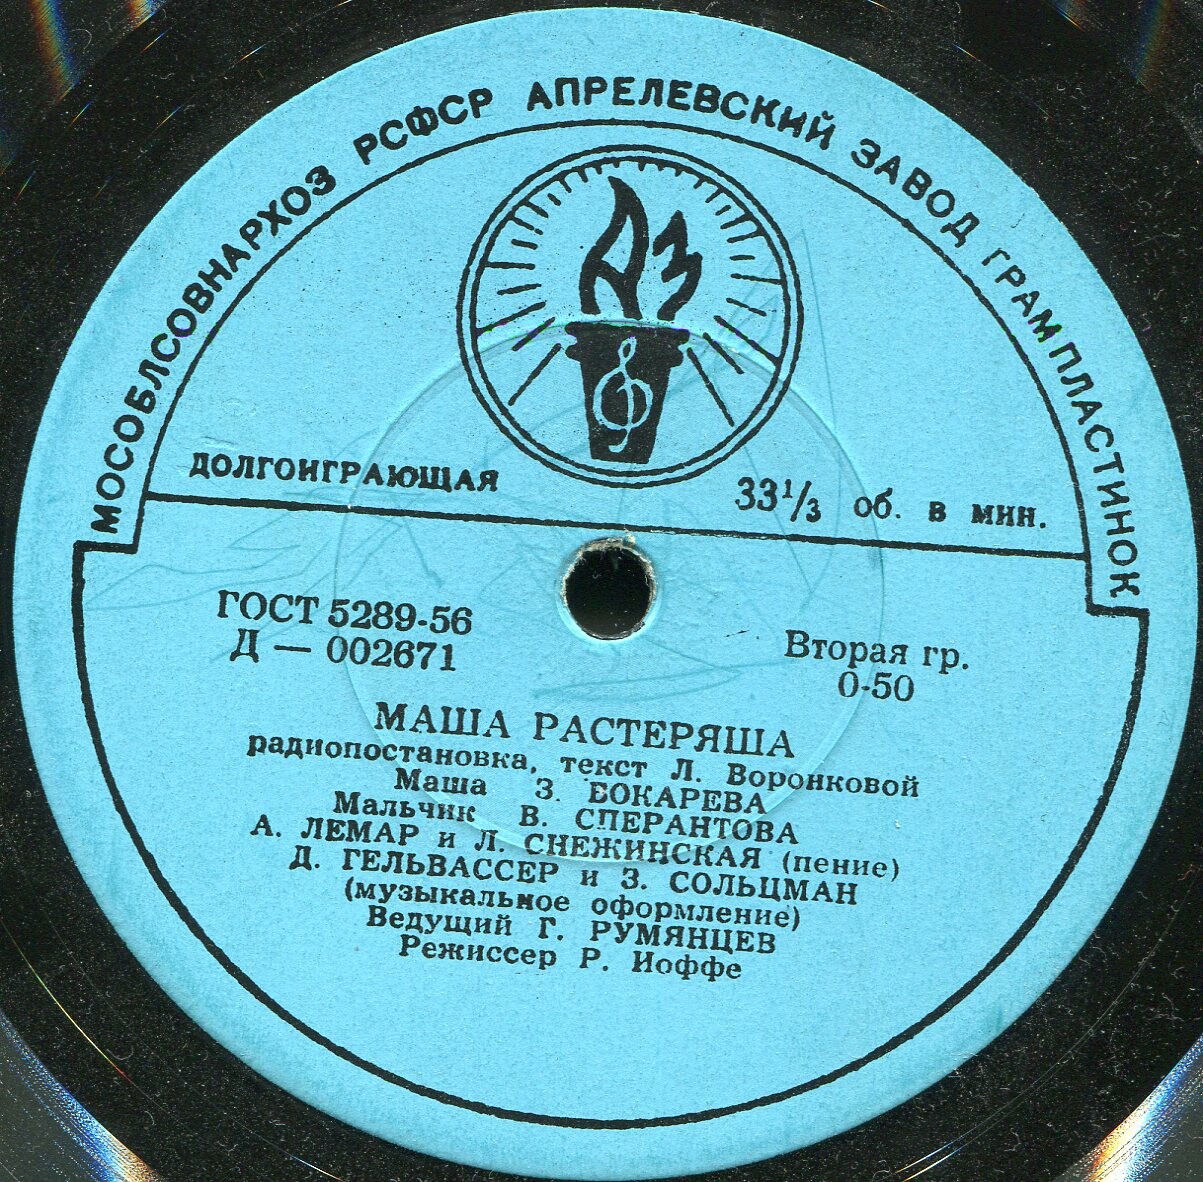 МОСОБЛСОВНАРХОЗ РСФСР АПРЕЛЕВСКИЙ ЗАВОД ГРАМПЛАСТИНОК
АЗ
ДОЛГОИГРАЮЩАЯ
33⅓ об. в мин.
ГОСТ 5289-56
Д — 002671
Вторая гр.
0-50
МАША РАСТЕРЯША
радиопостановка, текст Л. Воронковой
Маша З. БОКАРЕВА
Мальчик В. СПЕРАНТОВА
А. ЛЕМАР и Л. СНЕЖИНСКАЯ (пение)
Д. ГЕЛЬВАССЕР и З. СОЛЬЦМАН
(музыкальное оформление)
Ведущий Г. РУМЯНЦЕВ
Режиссер Р. Иоффе